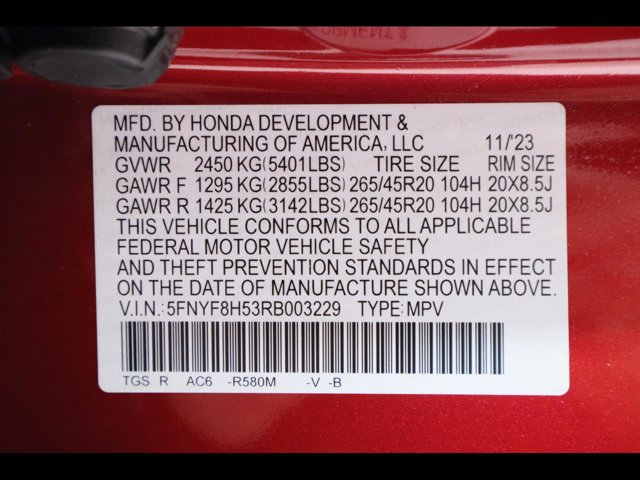 OPMENT &
MFD. BY HONDA DEVELOPMENT &
MANUFACTURING OF AMERICA, LLC 11/'23
GVWR 2450 KG(5401LBS) TIRE SIZE RIM SIZE
GAWR F 1295 KG(2855LBS) 265/45R20 104H 20X8.5J
GAWR R 1425 KG(3142LBS) 265/45R20 104H 20X8.5J
THIS VEHICLE CONFORMS TO ALL APPLICABLE
FEDERAL MOTOR VEHICLE SAFETY
AND THEFT PREVENTION STANDARDS IN EFFECT
ON THE DATE OF MANUFACTURE SHOWN ABOVE.
V.I.N.:5FNYF8H53RB003229 TYPE:MPV
TGS R AC6 -R580M -V -B